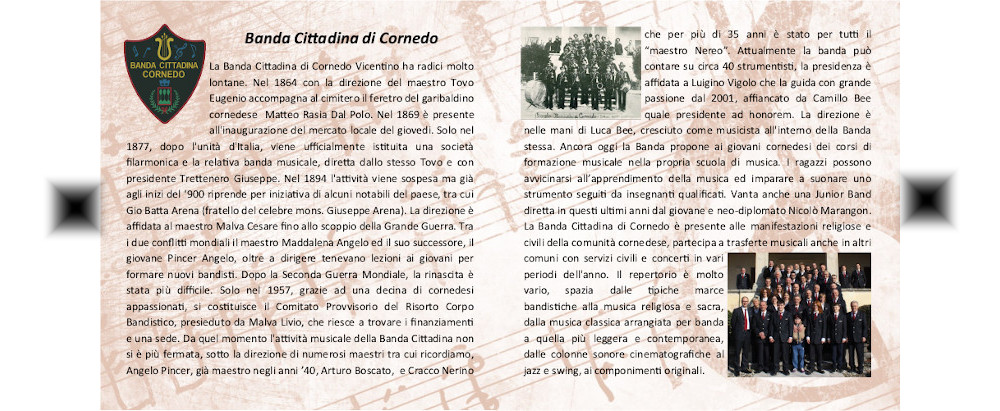 BANDA CITTADINA
CORNEDO
Banda Cittadina di Cornedo
La Banda Cittadina di Cornedo Vicentino ha radici molto
lontane. Nel 1864 con la direzione del maestro Tovo
Eugenio accompagna al cimitero il feretro del garibaldino
cornedese Matteo Rasia Dal Polo. Nel 1869 è presente
all'inaugurazione del mercato locale del giovedì. Solo nel
1877, dopo l'unità d'Italia, viene ufficialmente istituita una società
filarmonica e la relativa banda musicale, diretta dallo stesso Tovo e con
presidente Trettenero Giuseppe. Nel 1894 l'attività viene sospesa ma già
agli inizi del '900 riprende per iniziativa di alcuni notabili del paese, tra cui
Gio Batta Arena (fratello del celebre mons. Giuseppe Arena). La direzione è
affidata al maestro Malva Cesare fino allo scoppio della Grande Guerra. Tra
i due conflitti mondiali il maestro Maddalena Angelo ed il suo successore, il
giovane Pincer Angelo, oltre a dirigere tenevano lezioni ai giovani per
formare nuovi bandisti. Dopo la Seconda Guerra Mondiale, la rinascita è
stata più difficile. Solo nel 1957, grazie ad una decina di cornedesi
appassionati, si costituisce il Comitato Provvisorio del Risorto Corpo
Bandistico, presieduto da Malva Livio, che riesce a trovare i finanziamenti
e una sede. Da quel momento l'attività musicale della Banda Cittadina non
si è più fermata, sotto la direzione di numerosi maestri tra cui ricordiamo,
Angelo Pincer, già maestro negli anni '40, Arturo Boscato, e Cracco Nerino
che per più di 35 anni è stato per tutti il
"maestro Nereo". Attualmente la banda può
contare su circa 40 strumentisti, la presidenza è
affidata a Luigino Vigolo che la guida con grande
passione dal 2001, affiancato da Camillo Bee
quale presidente ad honorem. La direzione è
nelle mani di Luca Bee, cresciuto come musicista all'interno della Banda
stessa. Ancora oggi la Banda propone ai giovani cornedesi dei corsi di
formazione musicale nella propria scuola di musica. I ragazzi possono
avvicinarsi all'apprendimento della musica ed imparare a suonare uno
strumento seguiti da insegnanti qualificati. Vanta anche una Junior Band
diretta in questi ultimi anni dal giovane e neo-diplomato Nicolò Marangon.
La Banda Cittadina di Cornedo è presente alle manifestazioni religiose e
civili della comunità cornedese, partecipa a trasferte musicali anche in altri
comuni con servizi civili e concerti in vari
periodi dell'anno. Il repertorio è molto
vario, spazia dalle tipiche marce
bandistiche alla musica religiosa e sacra,
dalla musica classica arrangiata per banda
a quella più leggera e contemporanea,
dalle colonne sonore cinematografiche al
jazz e swing, ai componimenti originali.